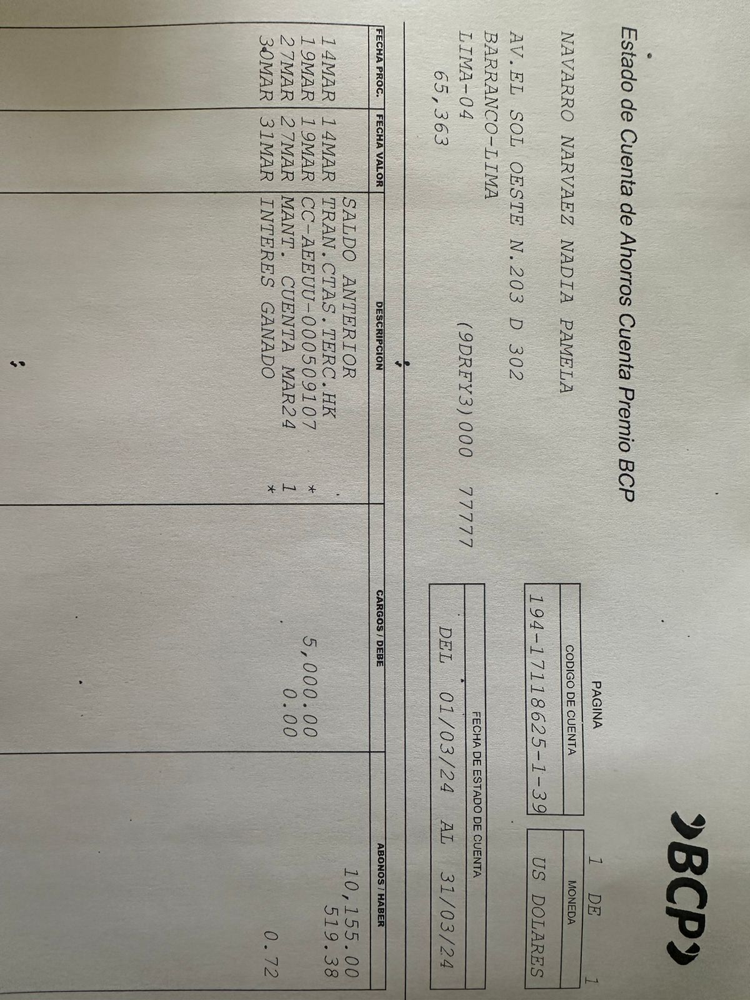 BCP
Estado de Cuenta de Ahorros Cuenta Premio BCP
PAGINA 1 DE 1
NAVARRO NARVAEZ NADIA PAMELA
CODIGO DE CUENTA MONEDA
194-17118625-1-39 US DOLARES
AV.EL SOL OESTE N.203 D 302
BARRANCO-LIMA
LIMA-04 (9DRFY3)000 77777
65,363
FECHA DE ESTADO DE CUENTA
DEL 01/03/24 AL 31/03/24
FECHA PROC. FECHA VALOR DESCRIPCION CARGOS / DEBE ABONOS / HABER
SALDO ANTERIOR 10,155.00
14MAR 14MAR TRAN.CTAS.TERC.HK 519.38
19MAR 19MAR CC-AEEUU-000509107 * 5,000.00
27MAR 27MAR MANT. CUENTA MAR24 1 0.00
30MAR 31MAR INTERES GANADO * 0.72